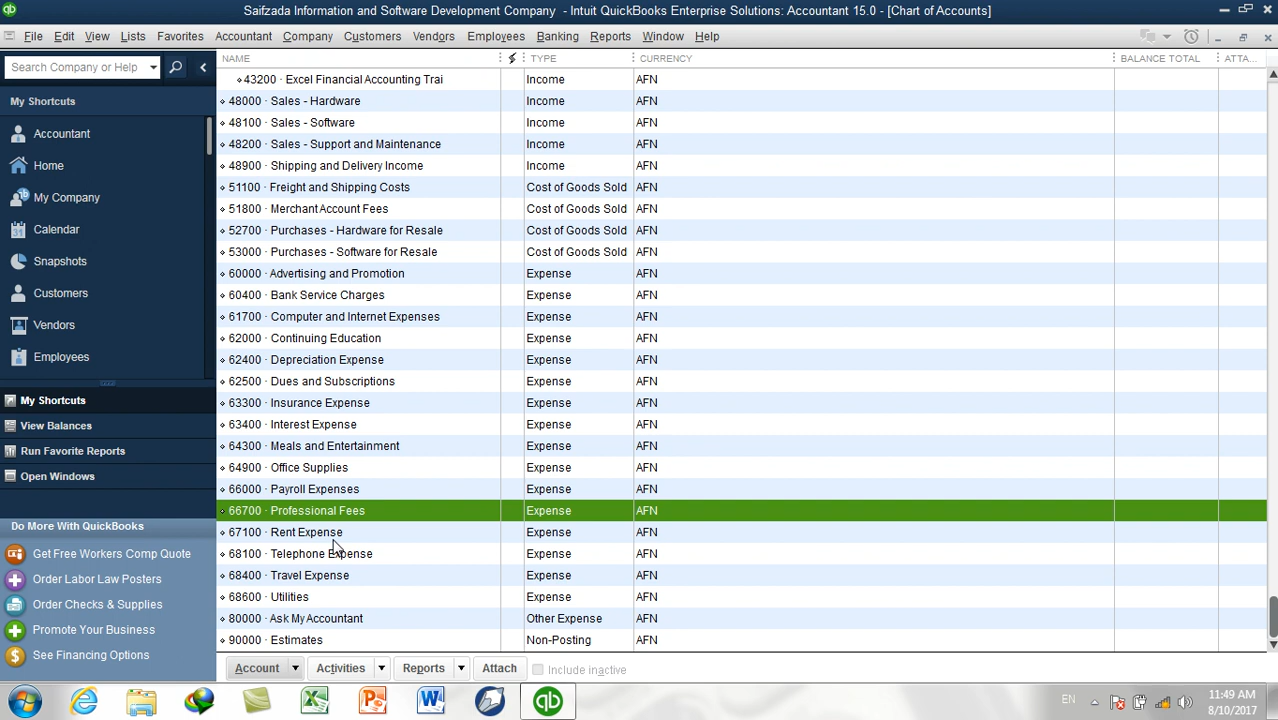 Saifzada Information and Software Development Company - Intuit QuickBooks Enterprise Solutions: Accountant 15.0 - [Chart of Accounts]
File Edit View Lists Favorites Accountant Company Customers Vendors Employees Banking Reports Window Help
Search Company or Help
My Shortcuts
Accountant
Home
My Company
Calendar
Snapshots
Customers
Vendors
Employees
My Shortcuts
View Balances
Run Favorite Reports
Open Windows
Do More With QuickBooks
Get Free Workers Comp Quote
Order Labor Law Posters
Order Checks & Supplies
Promote Your Business
See Financing Options
NAME TYPE CURRENCY BALANCE TOTAL ATTA...
43200 · Excel Financial Accounting Trai Income AFN
48000 · Sales - Hardware Income AFN
48100 · Sales - Software Income AFN
48200 · Sales - Support and Maintenance Income AFN
48900 · Shipping and Delivery Income Income AFN
51100 · Freight and Shipping Costs Cost of Goods Sold AFN
51800 · Merchant Account Fees Cost of Goods Sold AFN
52700 · Purchases - Hardware for Resale Cost of Goods Sold AFN
53000 · Purchases - Software for Resale Cost of Goods Sold AFN
60000 · Advertising and Promotion Expense AFN
60400 · Bank Service Charges Expense AFN
61700 · Computer and Internet Expenses Expense AFN
62000 · Continuing Education Expense AFN
62400 · Depreciation Expense Expense AFN
62500 · Dues and Subscriptions Expense AFN
63300 · Insurance Expense Expense AFN
63400 · Interest Expense Expense AFN
64300 · Meals and Entertainment Expense AFN
64900 · Office Supplies Expense AFN
66000 · Payroll Expenses Expense AFN
66700 · Professional Fees Expense AFN
67100 · Rent Expense Expense AFN
68100 · Telephone Expense Expense AFN
68400 · Travel Expense Expense AFN
68600 · Utilities Expense AFN
80000 · Ask My Accountant Other Expense AFN
90000 · Estimates Non-Posting AFN
Account Activities Reports Attach Include inactive
EN
11:49 AM
8/10/2017